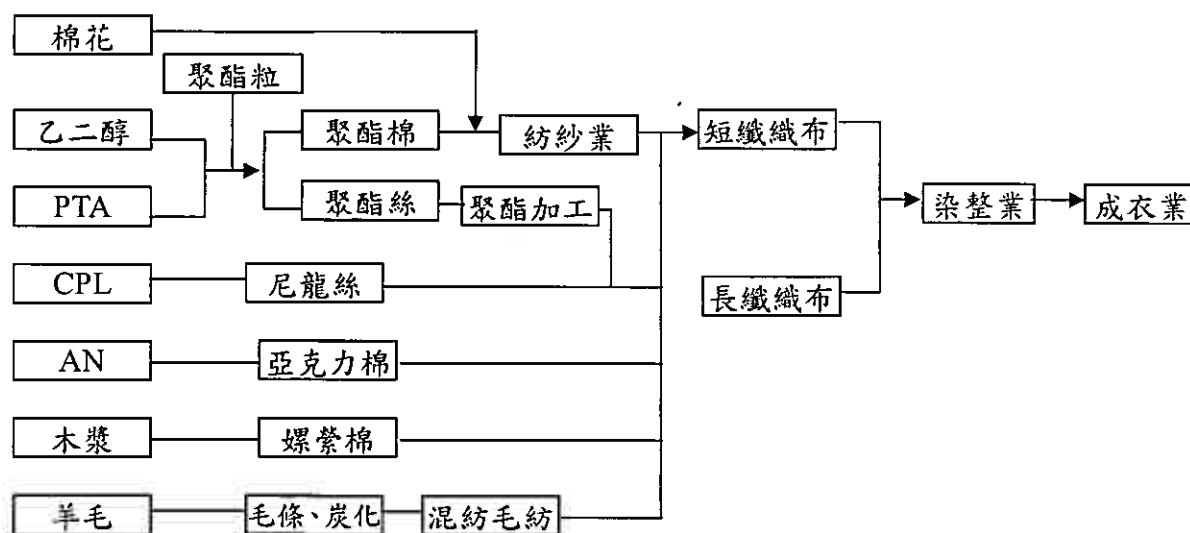 棉花
聚酯粒
乙二醇
聚酯棉
紡紗業
短纖織布
PTA
聚酯絲
聚酯加工
染整業
成衣業
CPL
尼龍絲
長纖織布
AN
亞克力棉
木漿
嫘縈棉
羊毛
毛條、炭化
混紡毛紡